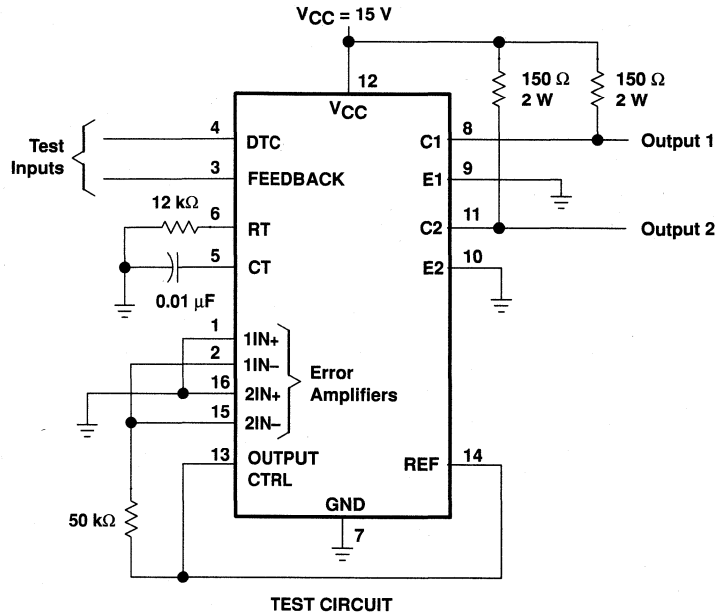 VCC = 15 V
12
VCC
150 Ω
2 W
150 Ω
2 W
Test
Inputs
4
DTC
3
FEEDBACK
12 kΩ
6
RT
5
CT
0.01 μF
1
1IN+
2
1IN–
16
2IN+
15
2IN–
Error
Amplifiers
13
OUTPUT
CTRL
50 kΩ
C1
8
Output 1
E1
9
C2
11
Output 2
E2
10
REF
14
GND
7
TEST CIRCUIT